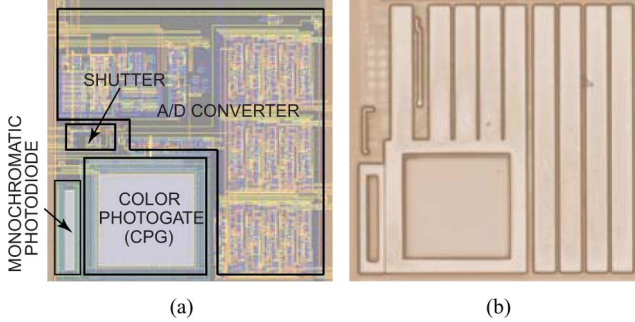 SHUTTER
A/D CONVERTER
MONOCHROMATIC
PHOTODIODE
COLOR
PHOTOGATE
(CPG)
(a)
(b)